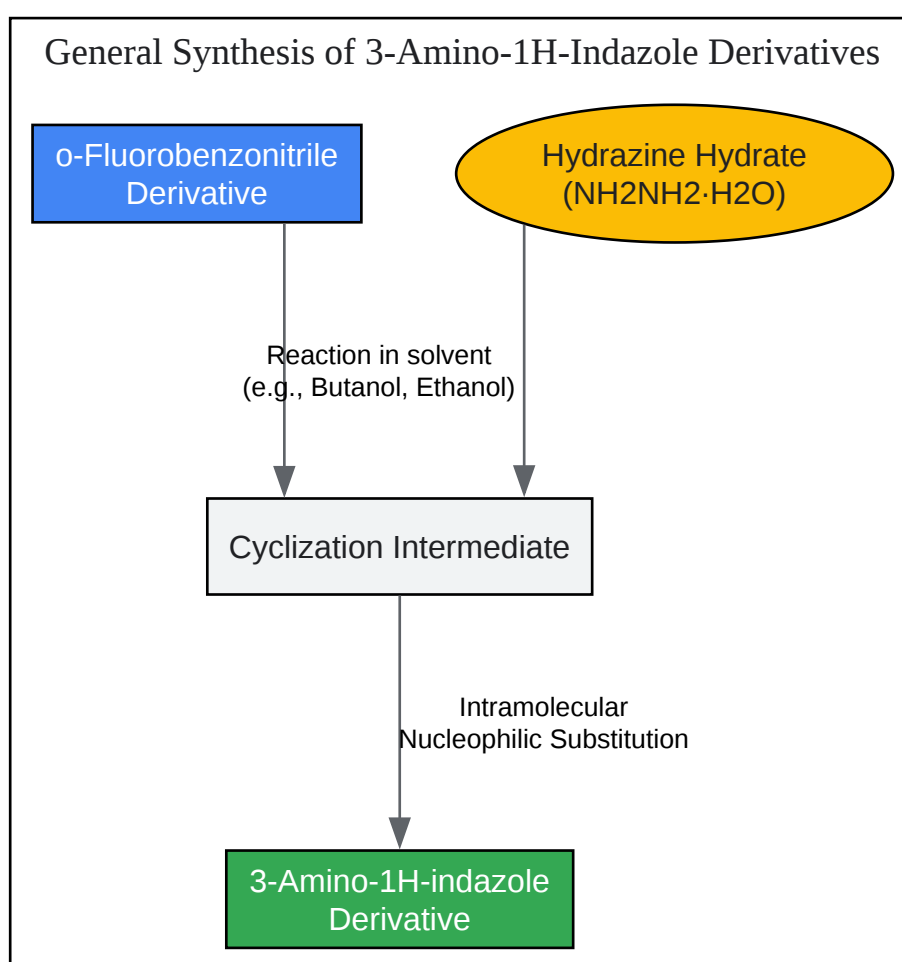 General Synthesis of 3-Amino-1H-Indazole Derivatives
o-Fluorobenzonitrile
Derivative
Hydrazine Hydrate
(NH2NH2·H2O)
Reaction in solvent
(e.g., Butanol, Ethanol)
Cyclization Intermediate
Intramolecular
Nucleophilic Substitution
3-Amino-1H-indazole
Derivative